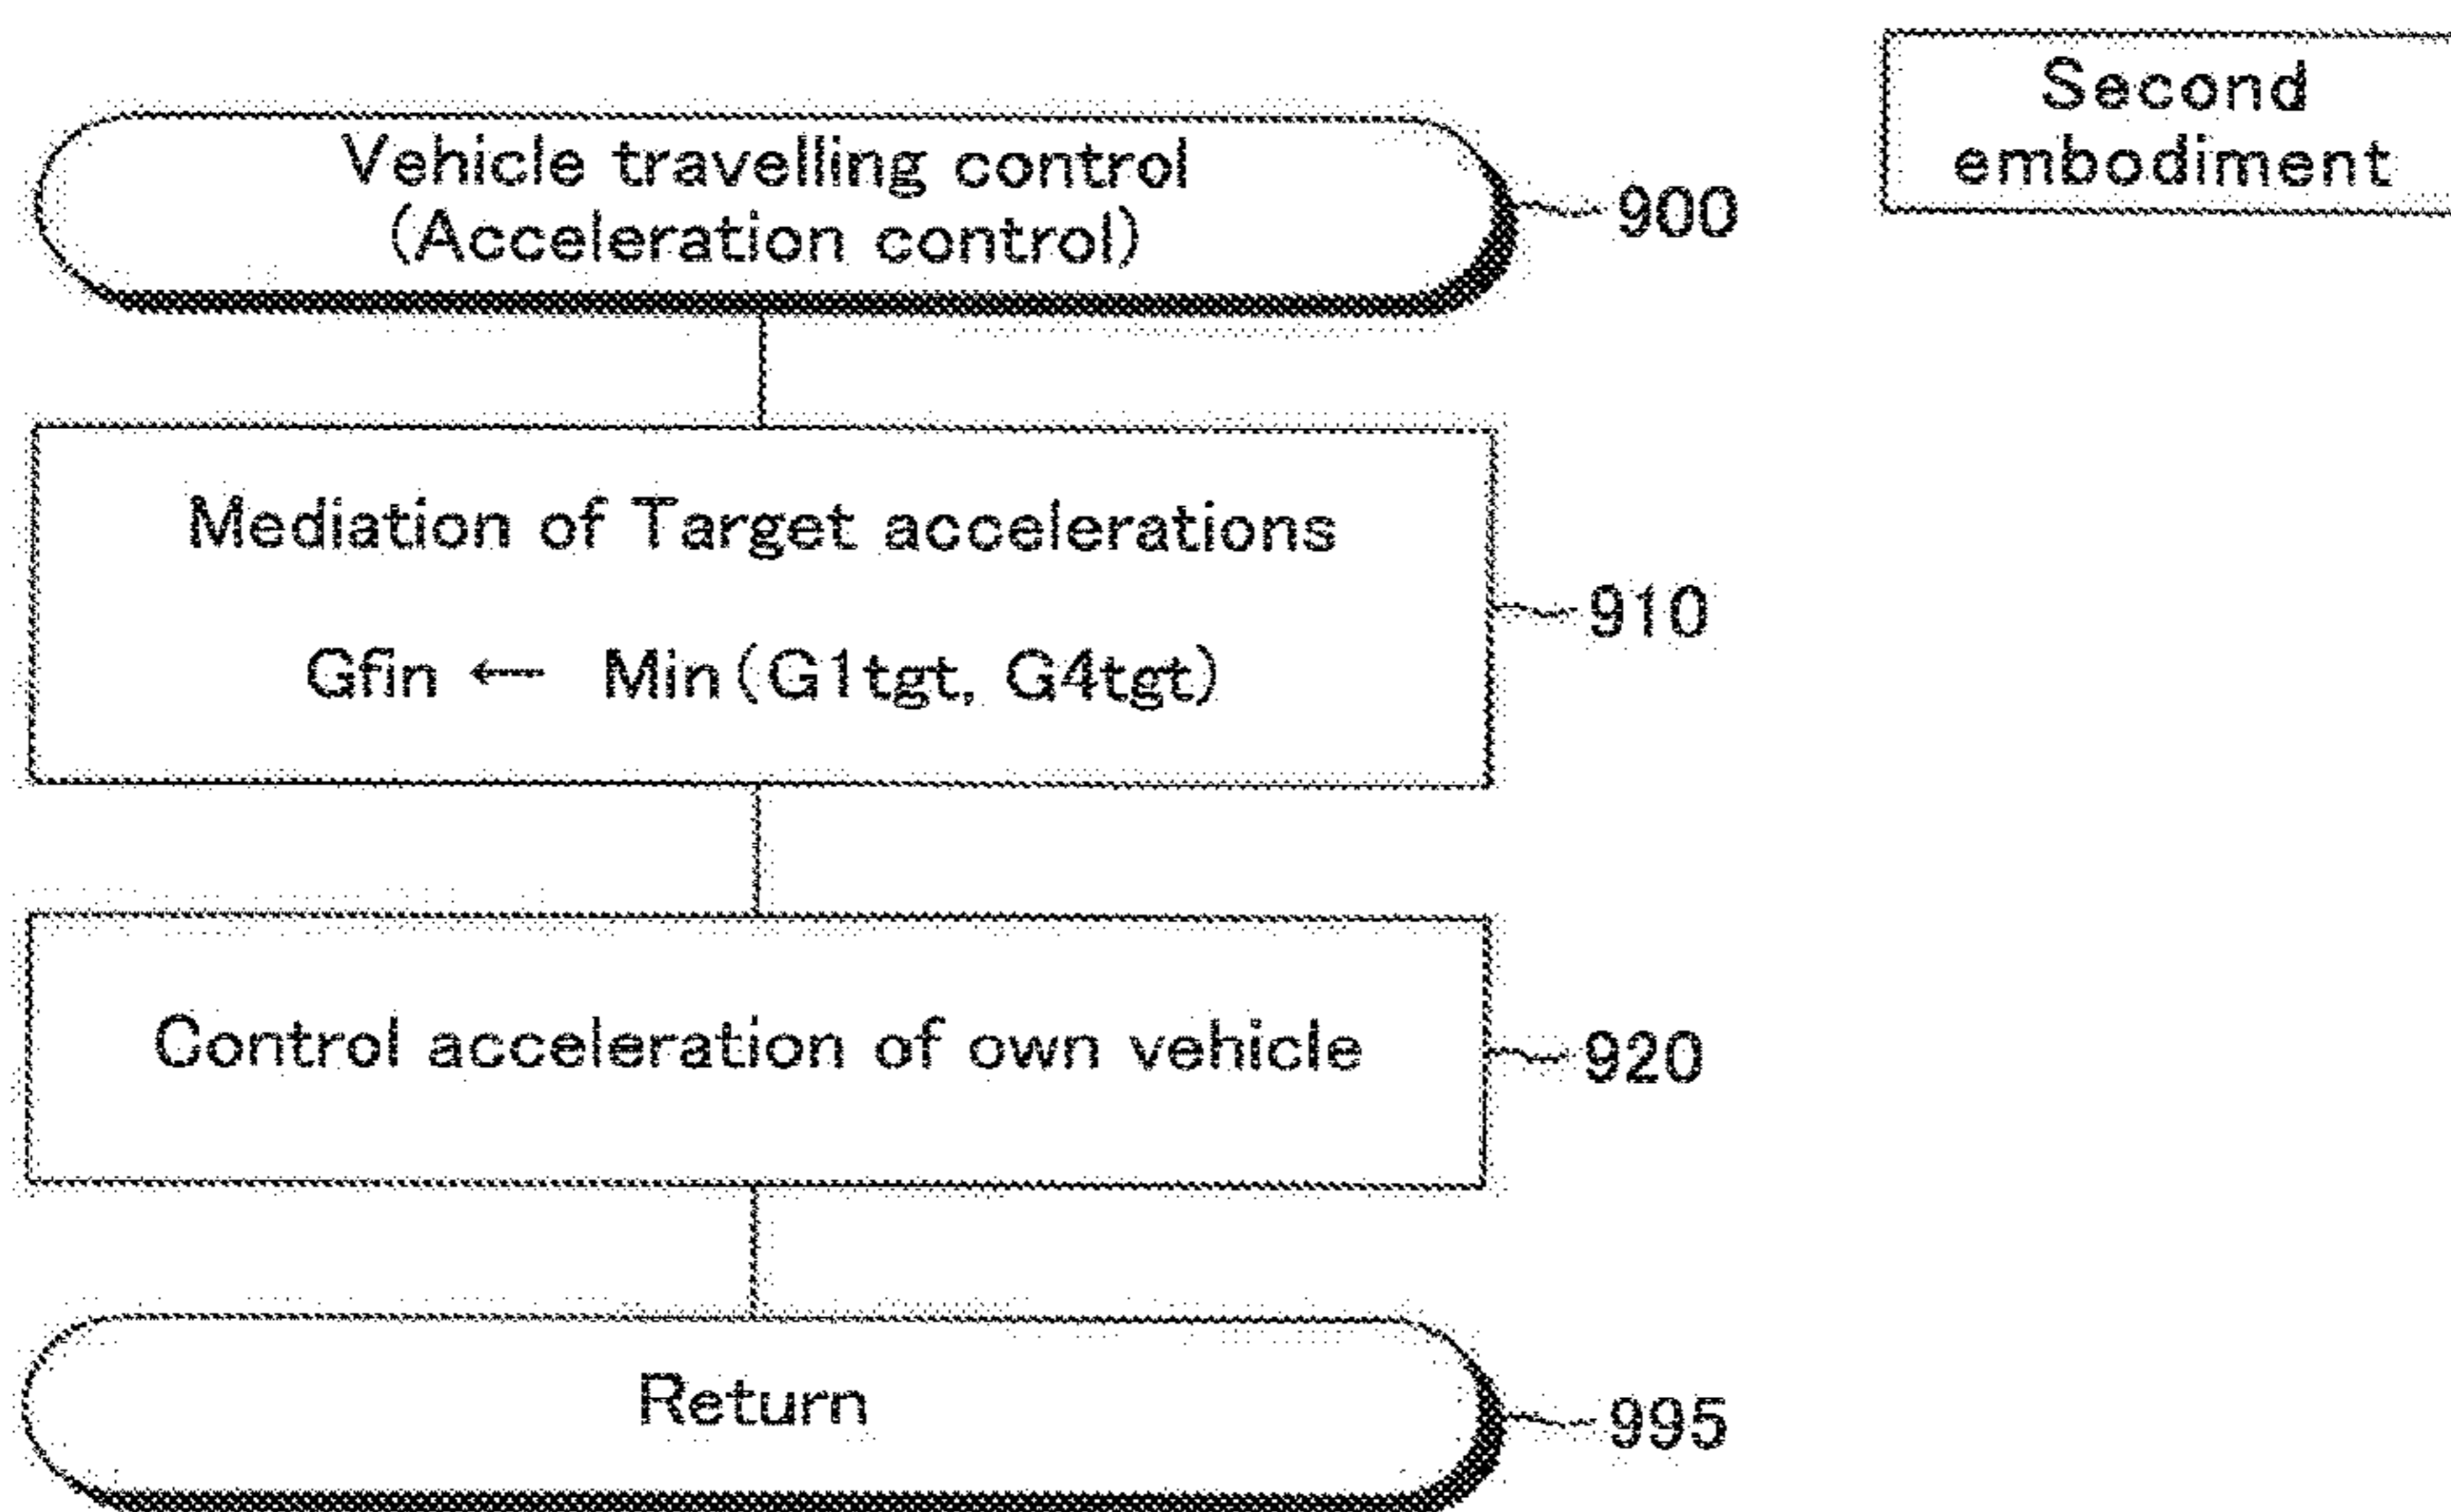 Second
embodiment
Vehicle travelling control
(Acceleration control)
900
Mediation of Target accelerations
Gfin ← Min(G1tgt, G4tgt)
910
Control acceleration of own vehicle
920
Return
995